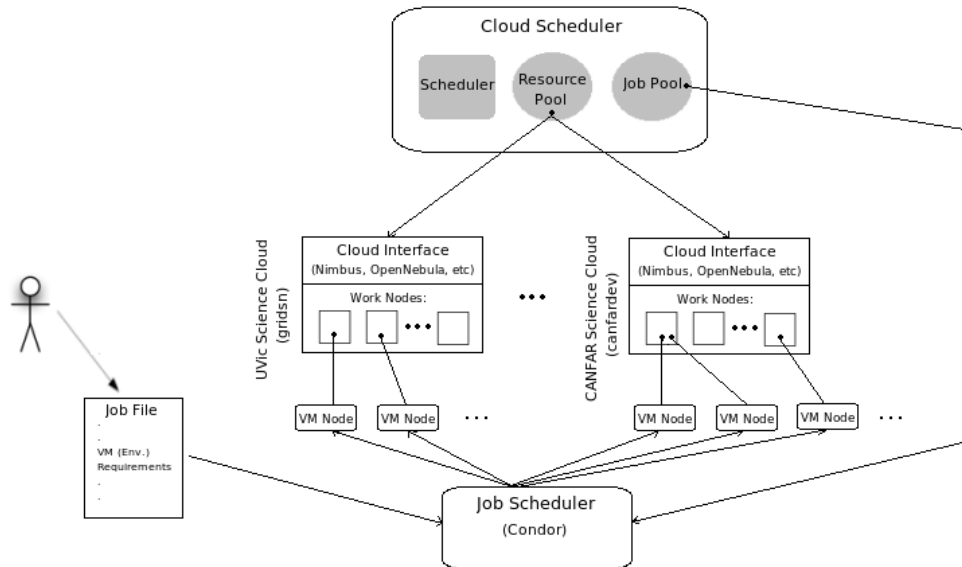 Cloud Scheduler
Scheduler
Resource
Pool
Job Pool
UVic Science Cloud
(gridsn)
Cloud Interface
(Nimbus, OpenNebula, etc)
Work Nodes:
CANFAR Science Cloud
(canfardev)
Cloud Interface
(Nimbus, OpenNebula, etc)
Work Nodes:
VM Node
VM Node
VM Node
VM Node
VM Node
Job File
VM (Env.)
Requirements
Job Scheduler
(Condor)